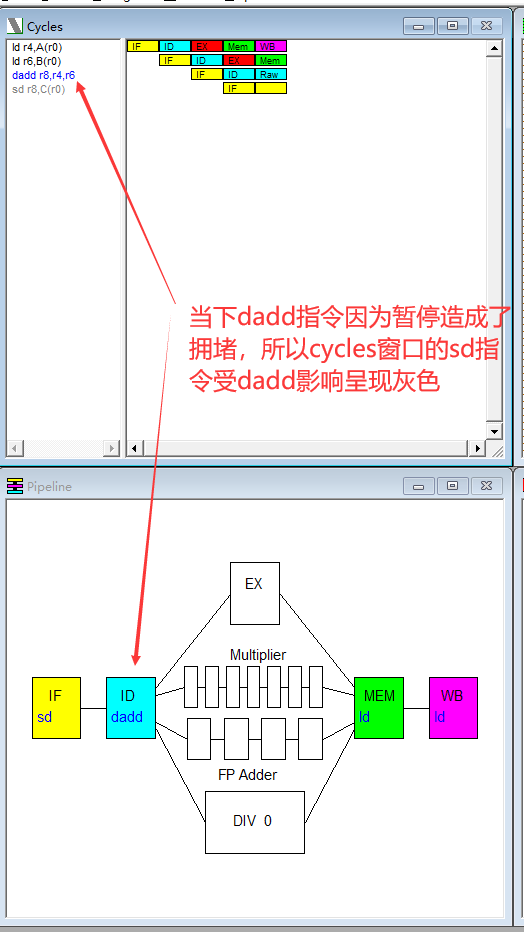 Cycles
ld r4,A(r0)
ld r6,B(r0)
dadd r8,r4,r6
sd r8,C(r0)
IF ID EX Mem WB
IF ID EX Mem
IF ID Raw
IF
当下dadd指令因为暂停造成了
拥堵，所以cycles窗口的sd指
令受dadd影响呈现灰色
Pipeline
EX
Multiplier
IF ID MEM WB
sd dadd ld ld
FP Adder
DIV 0